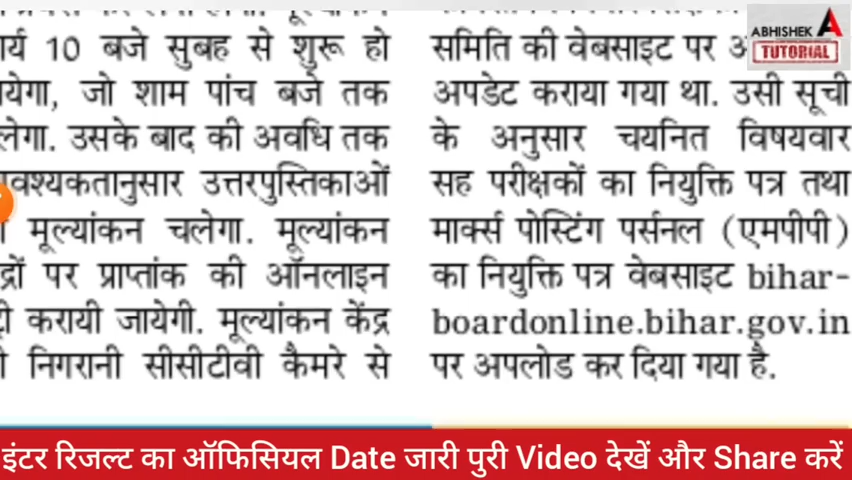 ABHISHEK A
TUTORIAL
10 बजे सुबह से शुरू हो
जो शाम पांच बजे तक
उसके बाद की अवधि तक
उत्तरपुस्तिकाओं
मूल्यांकन चलेगा. मूल्यांकन
पर प्राप्तांक की ऑनलाइन
करायी जायेगी. मूल्यांकन केंद्र
निगरानी सीसीटीवी कैमरे से
समिति की वेबसाइट पर
अपडेट कराया गया था. उसी सूची
के अनुसार चयनित विषयवार
सह परीक्षकों का नियुक्ति पत्र तथा
मार्क्स पोस्टिंग पर्सनल (एमपीपी)
का नियुक्ति पत्र वेबसाइट bihar-
boardonline.bihar.gov.in
पर अपलोड कर दिया गया है.
इंटर रिजल्ट का ऑफिसियल Date जारी पुरी Video देखें और Share करें